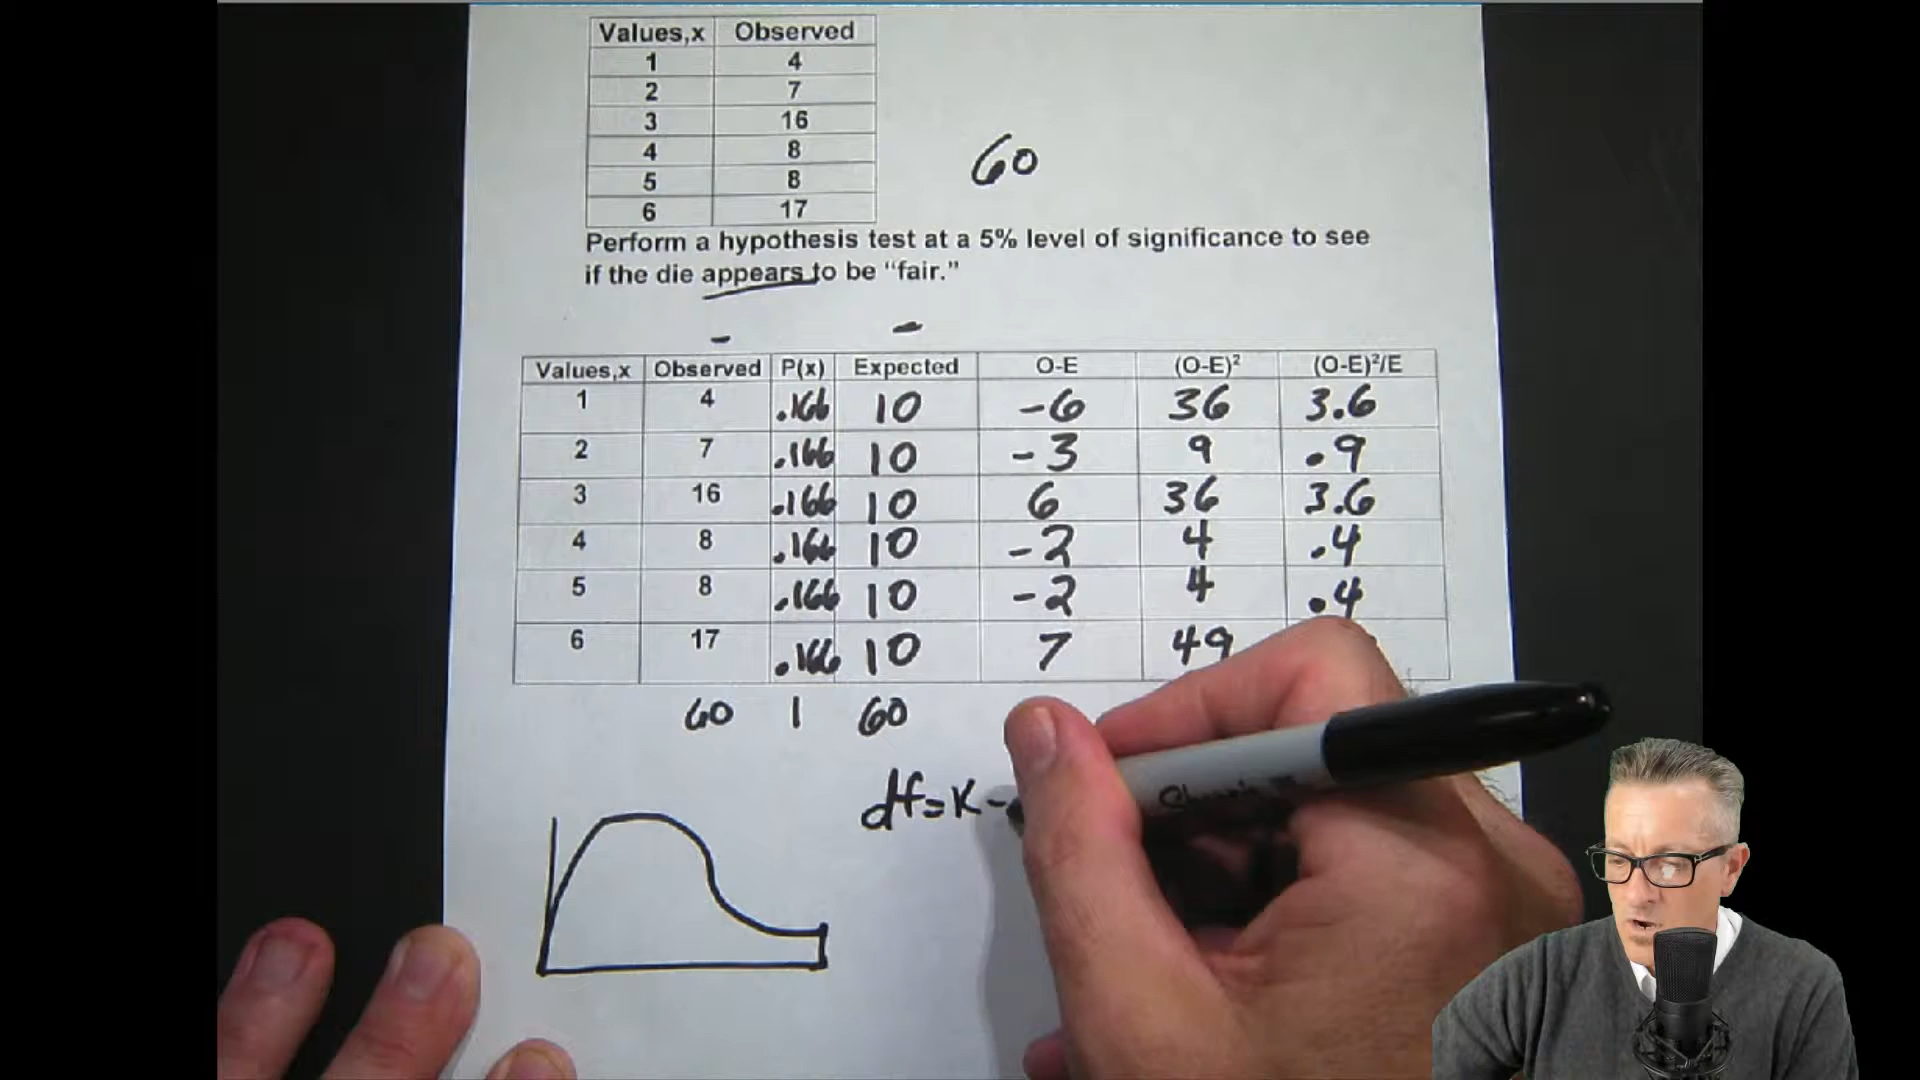 Values,x Observed
1 4
2 7
3 16
4 8
5 8
6 17
60
Perform a hypothesis test at a 5% level of significance to see
if the die appears to be “fair.”
Values,x Observed P(x) Expected O-E (O-E)² (O-E)²/E
1 4 .166 10 -6 36 3.6
2 7 .166 10 -3 9 .9
3 16 .166 10 6 36 3.6
4 8 .166 10 -2 4 .4
5 8 .166 10 -2 4 .4
6 17 .166 10 7 49
60 1 60
df=K-